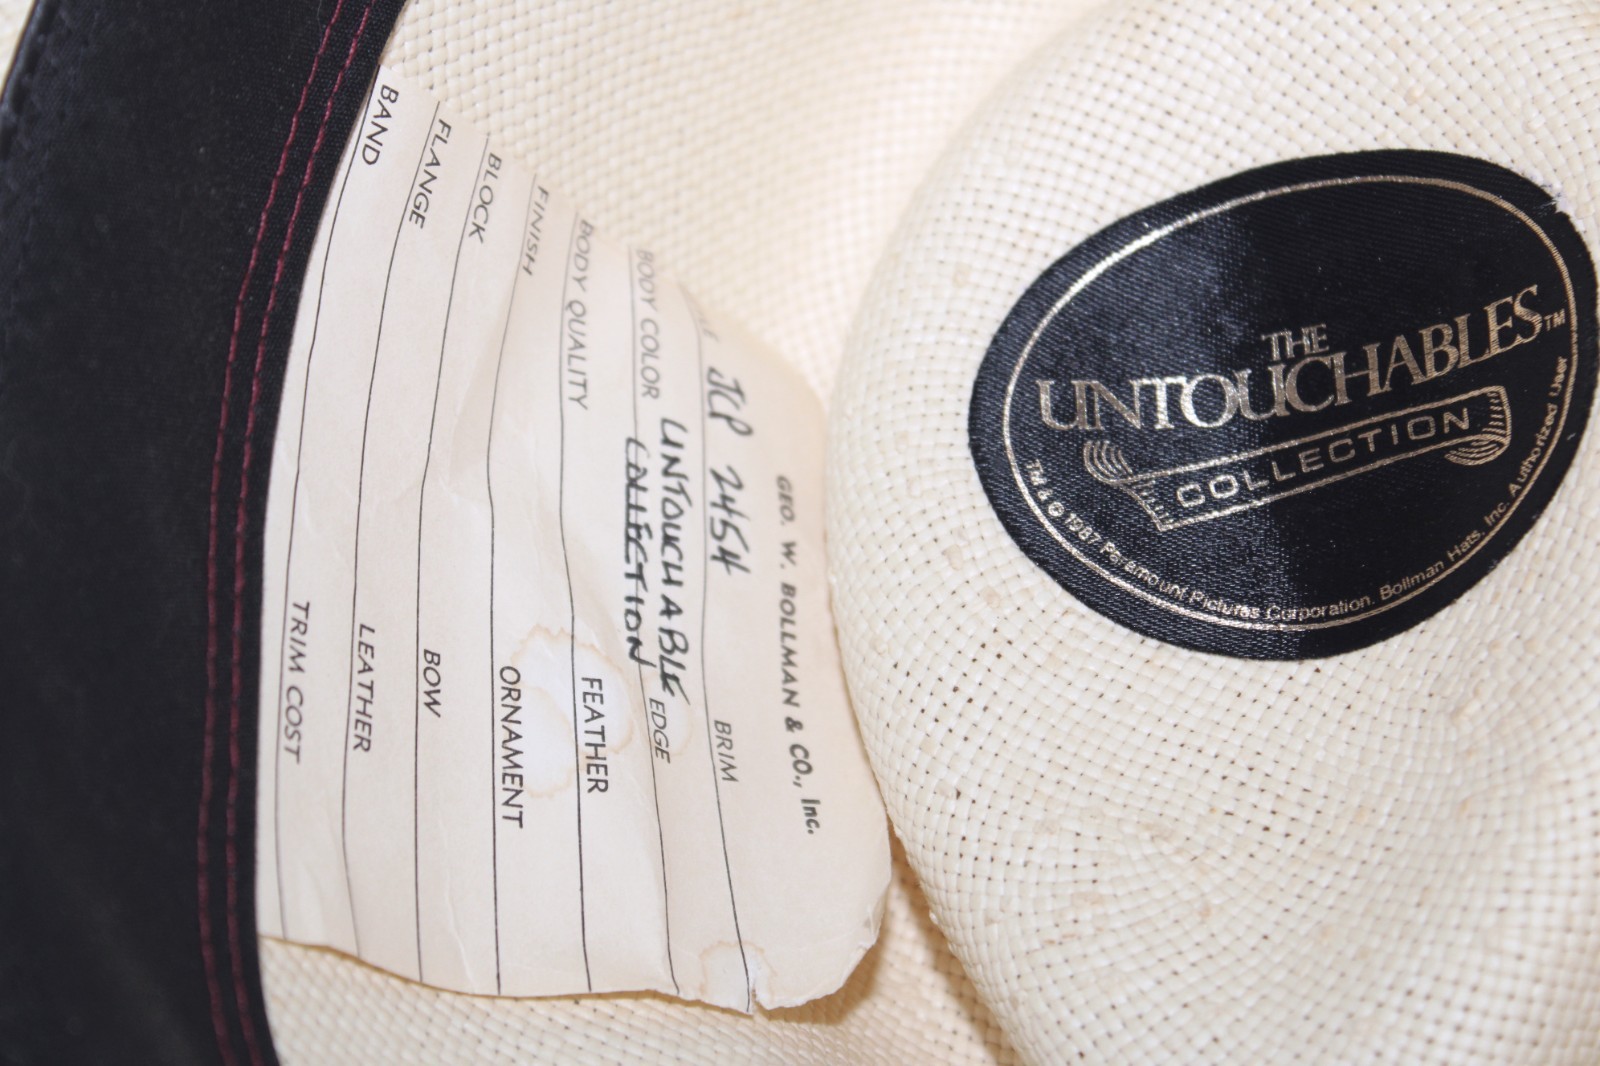 GEO. W. BOLLMAN & CO., Inc.
JCP 2454 BRIM
BODY COLOR UNTOUCHABLE EDGE
COLLECTION
BODY QUALITY FEATHER
FINISH ORNAMENT
BLOCK BOW
FLANGE LEATHER
BAND TRIM COST
THE
UNTOUCHABLES™
COLLECTION
TM & © 1987 Paramount Pictures Corporation. Bollman Hats, Inc. Authorized User